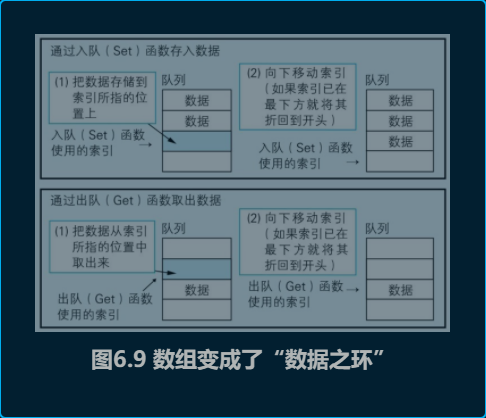 通过入队（Set）函数存入数据
(1) 把数据存储到
索引所指的位
置上
队列
数据
数据
入队（Set）函数
使用的索引
(2) 向下移动索引
（如果索引已在
最下方就将其
折回到开头）
队列
数据
数据
数据
入队（Set）函数
使用的索引
通过出队（Get）函数取出数据
(1) 把数据从索引
所指的位置中
取出来
队列
数据
出队（Get）函数
使用的索引
(2) 向下移动索引
（如果索引已在
最下方就将其
折回到开头）
队列
数据
出队（Get）函数
使用的索引
图6.9 数组变成了“数据之环”